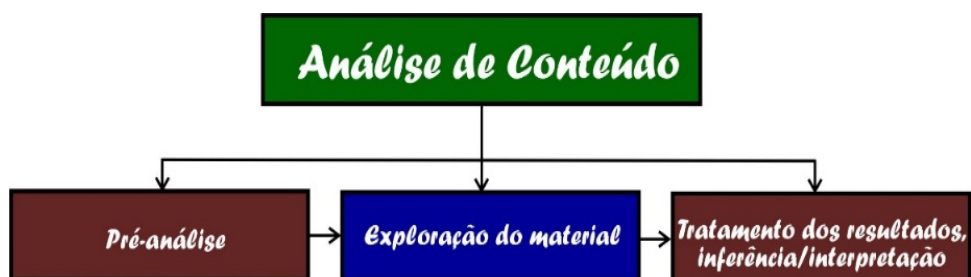 Análise de Conteúdo
Pré-análise
Exploração do material
Tratamento dos resultados,
inferência/interpretação